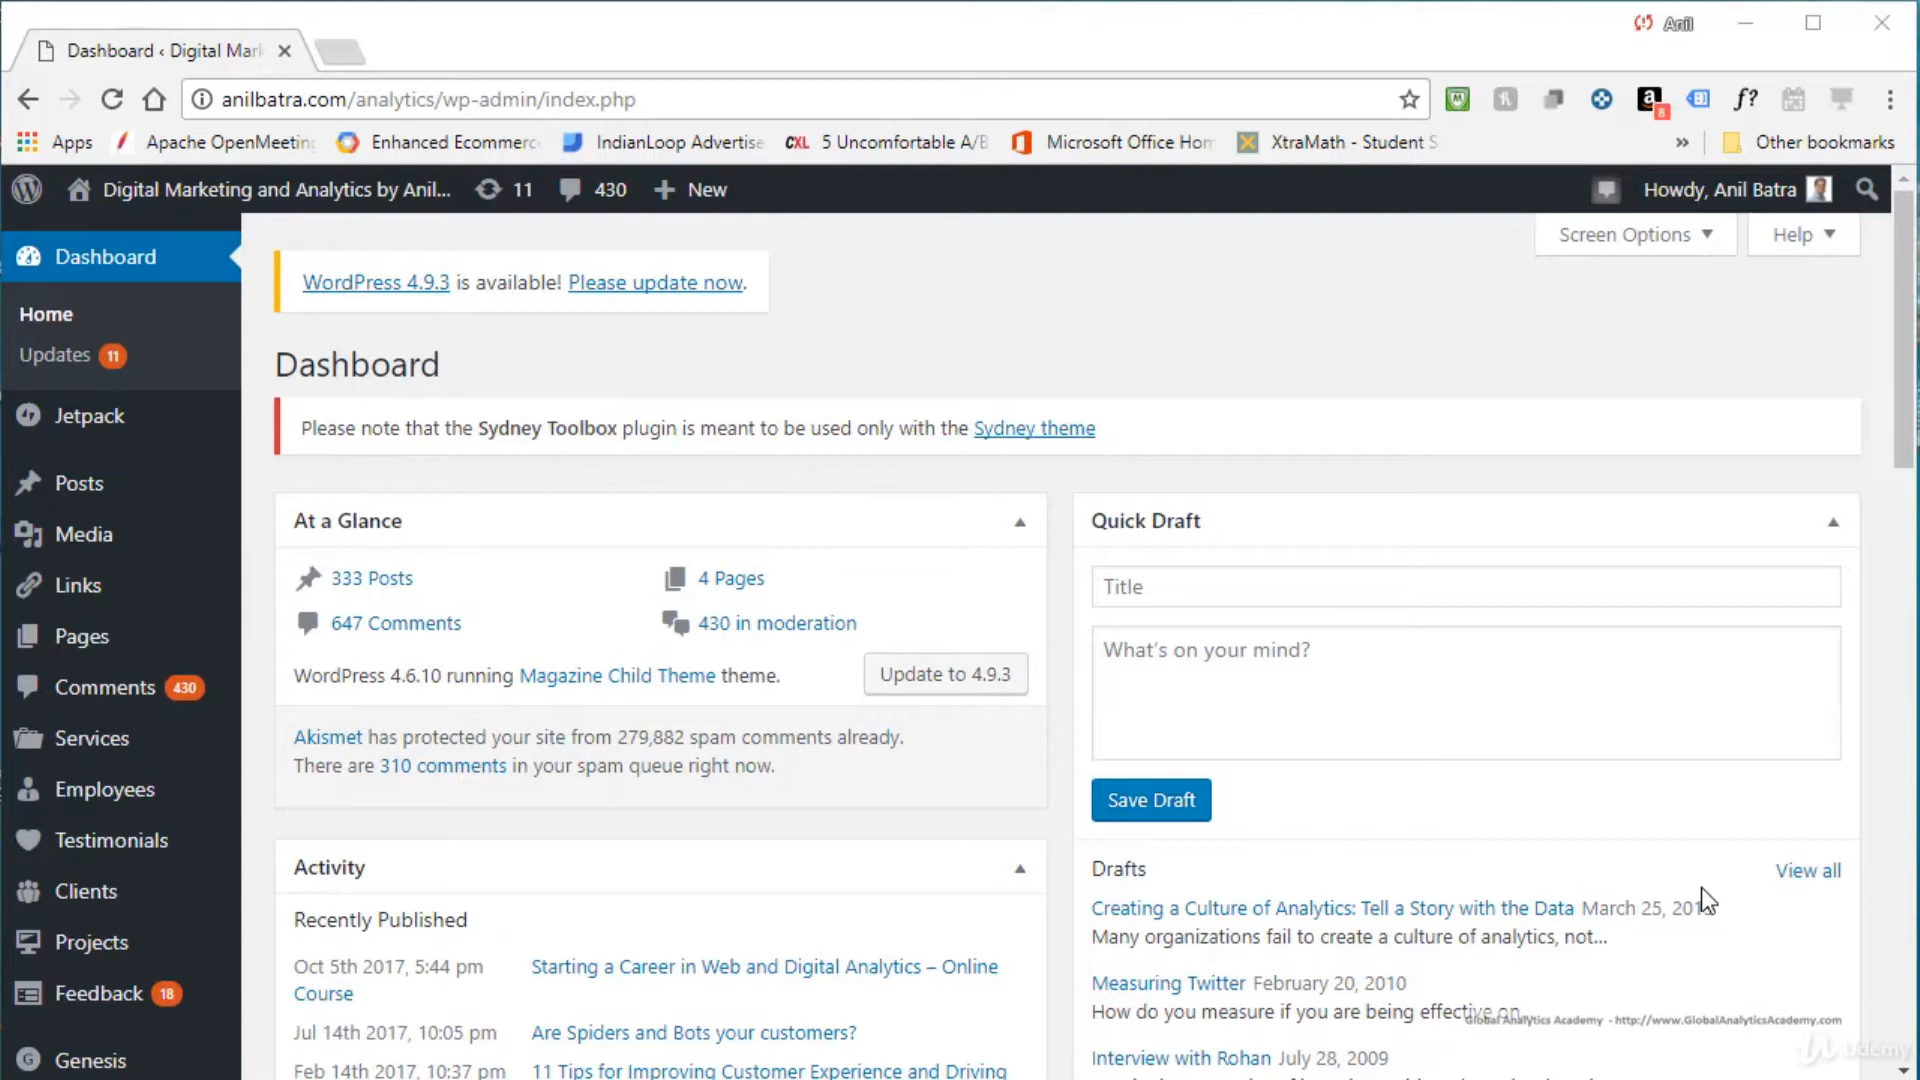 Anil
Dashboard ‹ Digital Mark
anilbatra.com/analytics/wp-admin/index.php
8
Apps
Apache OpenMeeting
Enhanced Ecommerc
IndianLoop Advertise
CXL 5 Uncomfortable A/B
Microsoft Office Hom
XtraMath - Student S
»
Other bookmarks
Digital Marketing and Analytics by Anil...
11
430
+ New
Howdy, Anil Batra
Screen Options
Help
Dashboard
Home
Updates 11
Jetpack
Posts
Media
Links
Pages
Comments 430
Services
Employees
Testimonials
Clients
Projects
Feedback 18
Genesis
WordPress 4.9.3 is available! Please update now.
Dashboard
Please note that the Sydney Toolbox plugin is meant to be used only with the Sydney theme
At a Glance
333 Posts
4 Pages
647 Comments
430 in moderation
WordPress 4.6.10 running Magazine Child Theme theme.
Update to 4.9.3
Akismet has protected your site from 279,882 spam comments already.
There are 310 comments in your spam queue right now.
Activity
Recently Published
Oct 5th 2017, 5:44 pm Starting a Career in Web and Digital Analytics – Online
Course
Jul 14th 2017, 10:05 pm Are Spiders and Bots your customers?
Feb 14th 2017, 10:37 pm 11 Tips for Improving Customer Experience and Driving
Quick Draft
Title
What's on your mind?
Save Draft
Drafts
View all
Creating a Culture of Analytics: Tell a Story with the Data March 25,
Many organizations fail to create a culture of analytics, not...
Measuring Twitter February 20, 2010
How do you measure if you are being effective on
Global Analytics Academy - http://www.GlobalAnalyticsAcademy.com
Interview with Rohan July 28, 2009
Udemy